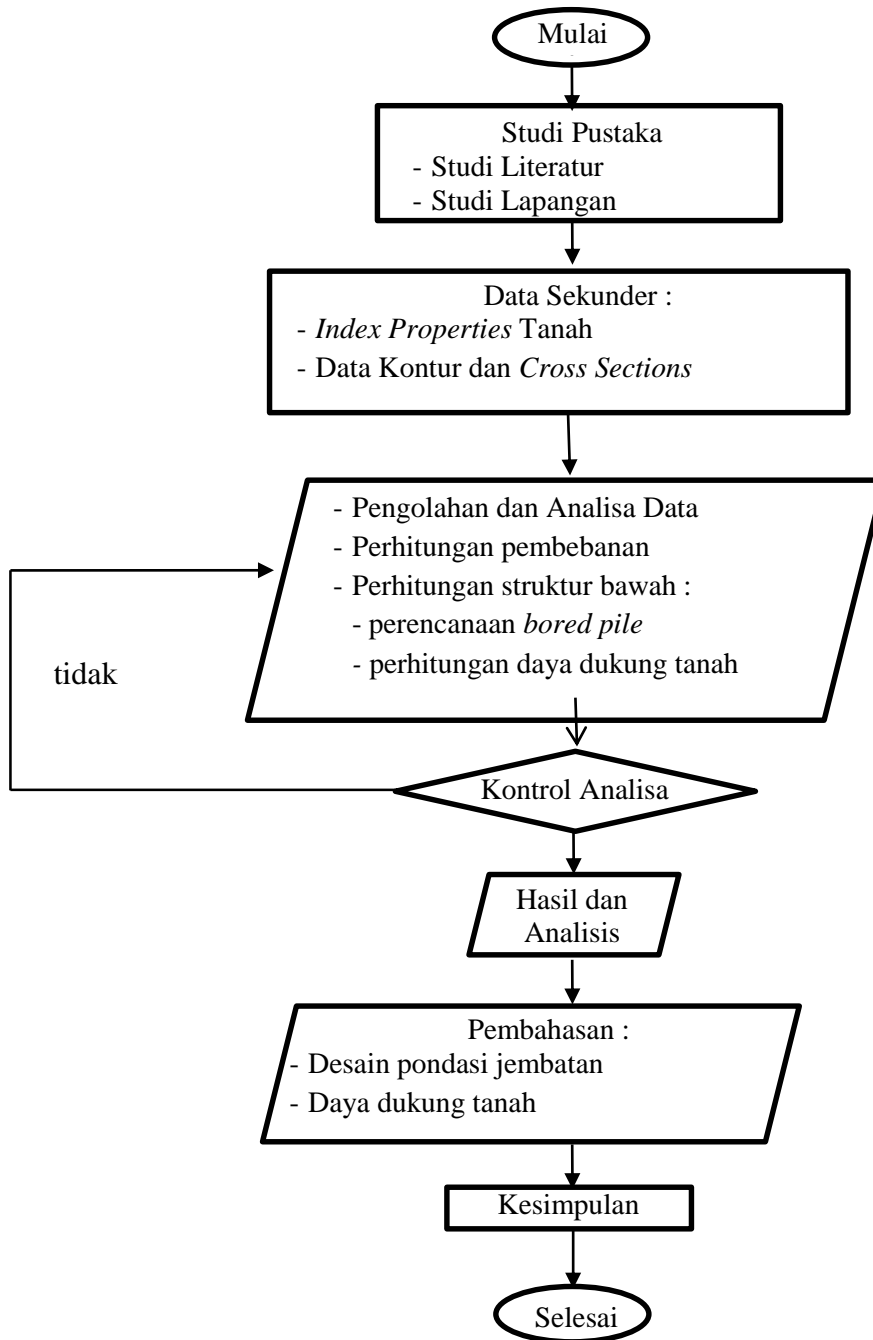 Mulai
Studi Pustaka
- Studi Literatur
- Studi Lapangan
Data Sekunder :
- Index Properties Tanah
- Data Kontur dan Cross Sections
- Pengolahan dan Analisa Data
- Perhitungan pembebanan
- Perhitungan struktur bawah :
- perencanaan bored pile
- perhitungan daya dukung tanah
tidak
Kontrol Analisa
Hasil dan
Analisis
Pembahasan :
- Desain pondasi jembatan
- Daya dukung tanah
Kesimpulan
Selesai